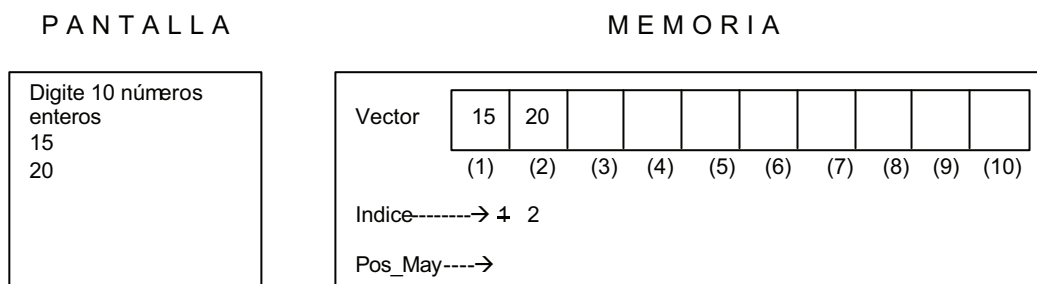 P A N T A L L A
M E M O R I A
Digite 10 números
enteros
15
20
Vector 15 20
(1) (2) (3) (4) (5) (6) (7) (8) (9) (10)
Indice--------→ 1 2
Pos_May----→